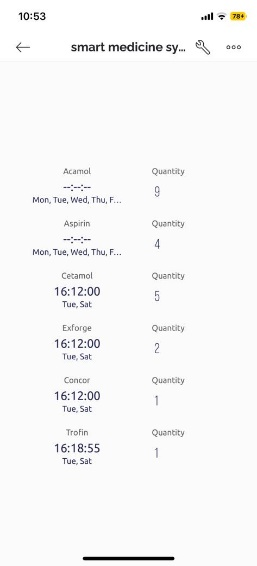 10:53
78+
smart medicine sy...
Acamol
Quantity
--:--:--
9
Mon, Tue, Wed, Thu, F...
Aspirin
Quantity
--:--:--
4
Mon, Tue, Wed, Thu, F...
Cetamol
Quantity
16:12:00
5
Tue, Sat
Exforge
Quantity
16:12:00
2
Tue, Sat
Concor
Quantity
16:12:00
1
Tue, Sat
Trofin
Quantity
16:18:55
1
Tue, Sat